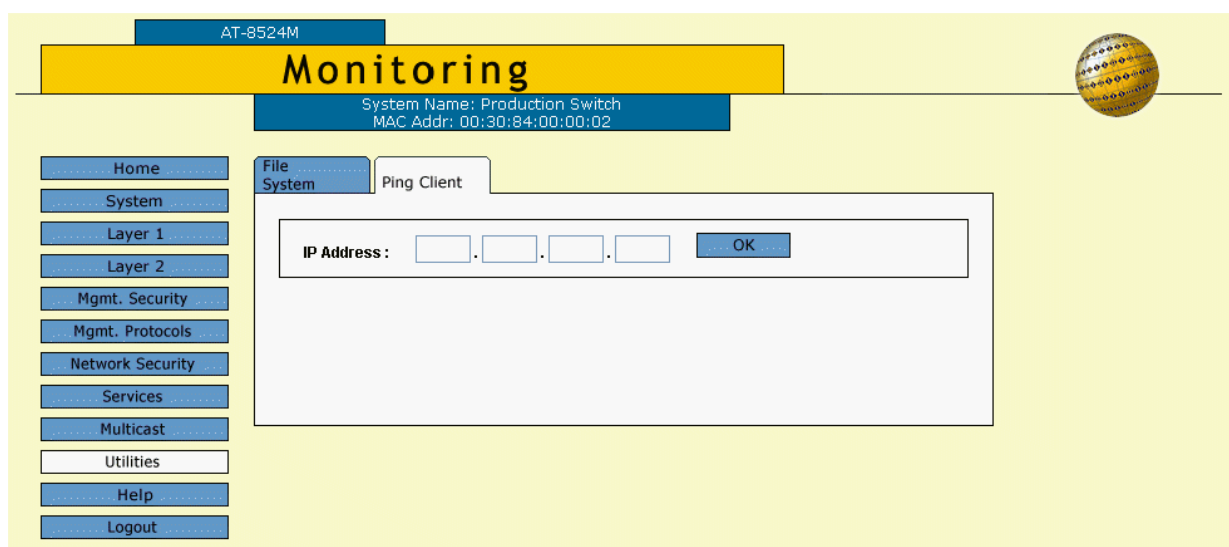 AT-8524M
Monitoring
System Name: Production Switch
MAC Addr: 00:30:84:00:00:02
Home
System
Layer 1
Layer 2
Mgmt. Security
Mgmt. Protocols
Network Security
Services
Multicast
Utilities
Help
Logout
File
System
Ping Client
IP Address :
. . .
OK